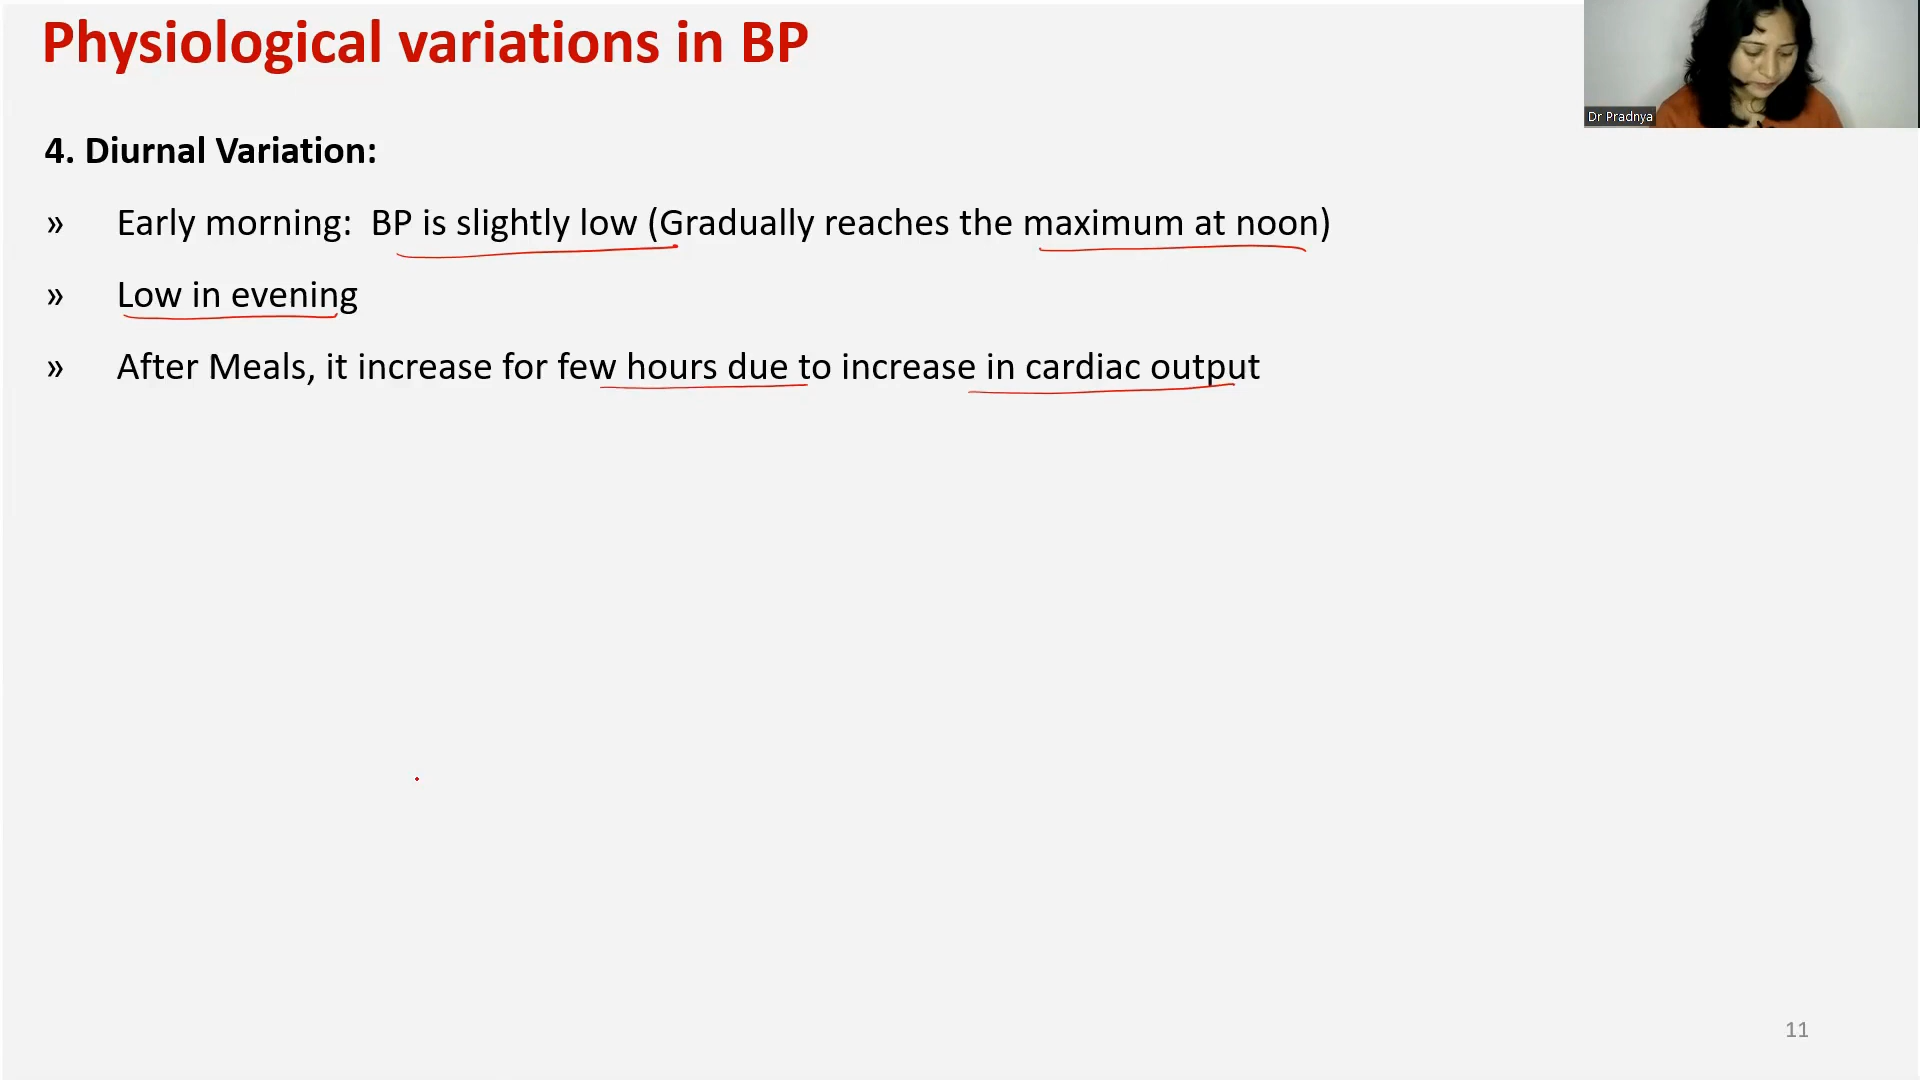 Physiological variations in BP
Dr Pradnya
4. Diurnal Variation:
» Early morning: BP is slightly low (Gradually reaches the maximum at noon)
» Low in evening
» After Meals, it increase for few hours due to increase in cardiac output
11